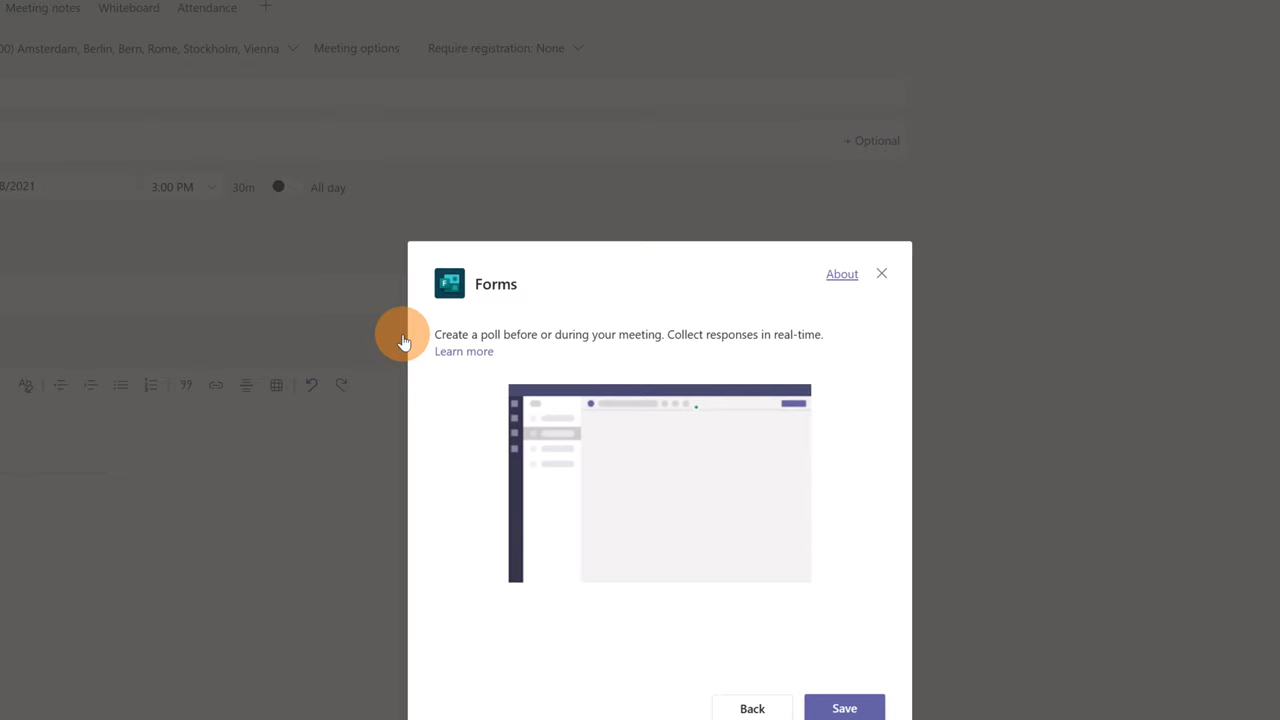 Meeting notes Whiteboard Attendance
00) Amsterdam, Berlin, Bern, Rome, Stockholm, Vienna Meeting options Require registration: None
+ Optional
8/2021 3:00 PM 30m All day
Forms About
Create a poll before or during your meeting. Collect responses in real-time.
Learn more
Back Save